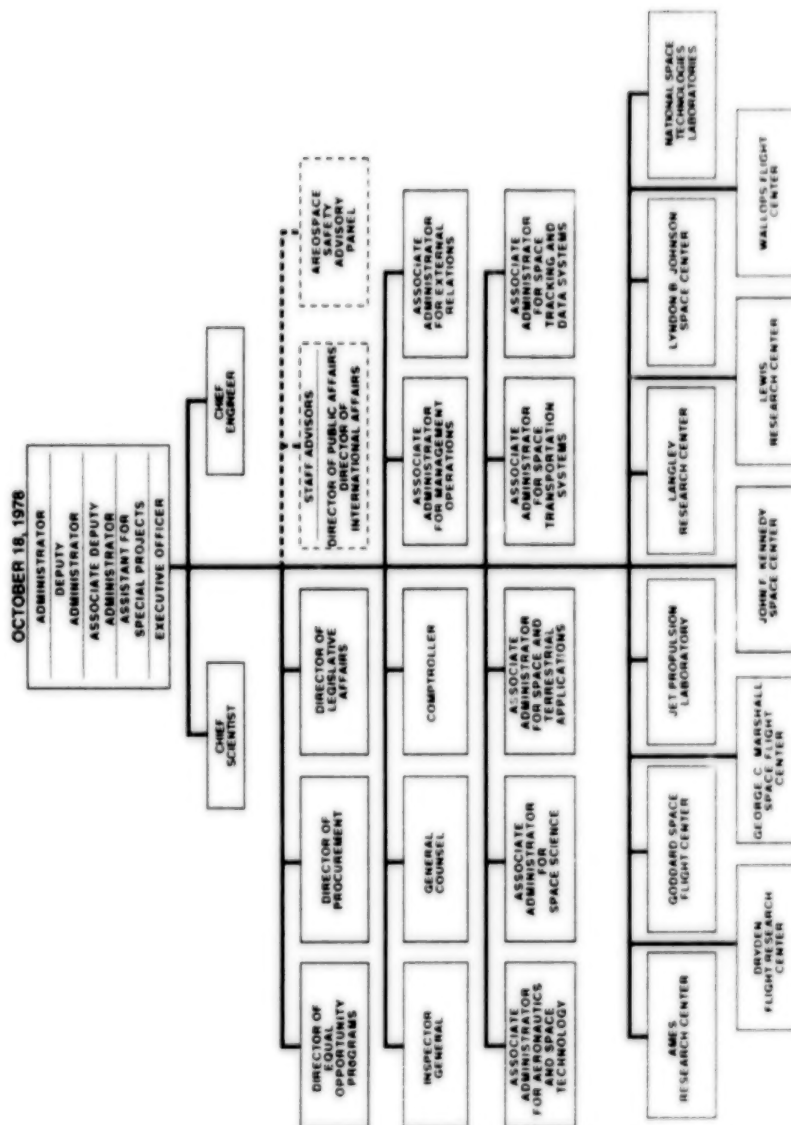 OCTOBER 18, 1978
ADMINISTRATOR
DEPUTY
ADMINISTRATOR
ASSOCIATE DEPUTY
ADMINISTRATOR
ASSISTANT FOR
SPECIAL PROJECTS
EXECUTIVE OFFICER
CHIEF
SCIENTIST
CHIEF
ENGINEER
DIRECTOR OF
EQUAL
OPPORTUNITY
PROGRAMS
DIRECTOR OF
PROCUREMENT
DIRECTOR OF
LEGISLATIVE
AFFAIRS
STAFF ADVISORS
DIRECTOR OF PUBLIC AFFAIRS
DIRECTOR OF
INTERNATIONAL AFFAIRS
AREOSPACE
SAFETY
ADVISORY
PANEL
INSPECTOR
GENERAL
GENERAL
COUNSEL
COMPTROLLER
ASSOCIATE
ADMINISTRATOR
FOR MANAGEMENT
OPERATIONS
ASSOCIATE
ADMINISTRATOR
FOR EXTERNAL
RELATIONS
ASSOCIATE
ADMINISTRATOR
FOR AERONAUTICS
AND SPACE
TECHNOLOGY
ASSOCIATE
ADMINISTRATOR
FOR
SPACE SCIENCE
ASSOCIATE
ADMINISTRATOR
FOR SPACE AND
TERRESTRIAL
APPLICATIONS
ASSOCIATE
ADMINISTRATOR
FOR SPACE
TRANSPORTATION
SYSTEMS
ASSOCIATE
ADMINISTRATOR
FOR SPACE
TRACKING AND
DATA SYSTEMS
AMES
RESEARCH CENTER
GODDARD SPACE
FLIGHT CENTER
JET PROPULSION
LABORATORY
LANGLEY
RESEARCH CENTER
LYNDON B. JOHNSON
SPACE CENTER
NATIONAL SPACE
TECHNOLOGIES
LABORATORIES
DRYDEN
FLIGHT RESEARCH
CENTER
GEORGE C. MARSHALL
SPACE FLIGHT
CENTER
JOHN F. KENNEDY
SPACE CENTER
LEWIS
RESEARCH CENTER
WALLOPS FLIGHT
CENTER